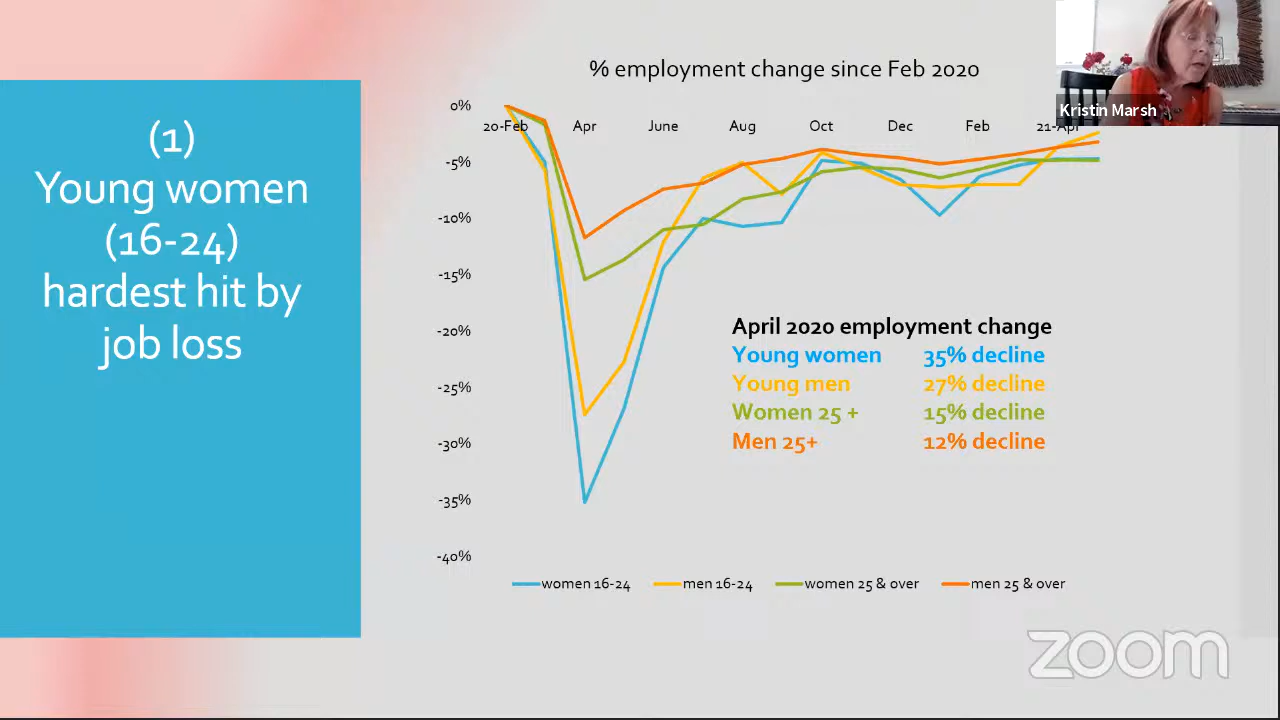 (1)
Young women
(16-24)
hardest hit by
job loss
% employment change since Feb 2020
Kristin Marsh
0%
20-Feb Apr June Aug Oct Dec Feb 21-Apr
-5%
-10%
-15%
-20%
-25%
-30%
-35%
-40%
April 2020 employment change
Young women 35% decline
Young men 27% decline
Women 25 + 15% decline
Men 25+ 12% decline
women 16-24 men 16-24 women 25 & over men 25 & over
zoom